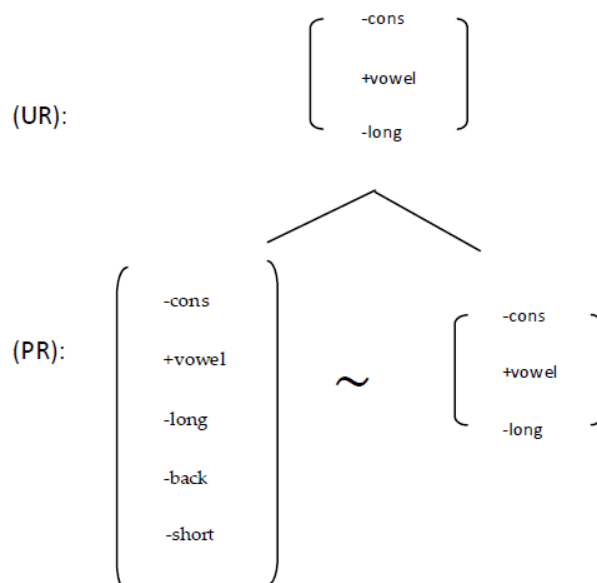 (UR):
-cons
+vowel
-long
(PR):
-cons
+vowel
-long
-back
-short
~
-cons
+vowel
-long